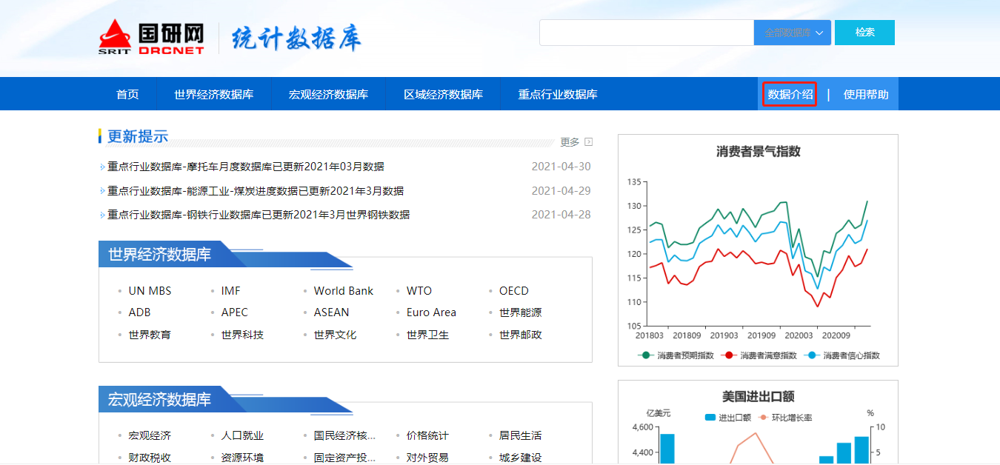 国研网 统计数据库
SRIT DRCNET
全部数据库 检索
首页 世界经济数据库 宏观经济数据库 区域经济数据库 重点行业数据库 数据介绍 | 使用帮助
更新提示 更多
重点行业数据库-摩托车月度数据库已更新2021年03月数据 2021-04-30
重点行业数据库-能源工业-煤炭进度数据已更新2021年3月数据 2021-04-29
重点行业数据库-钢铁行业数据库已更新2021年3月世界钢铁数据 2021-04-28
世界经济数据库
UN MBS IMF World Bank WTO OECD
ADB APEC ASEAN Euro Area 世界能源
世界教育 世界科技 世界文化 世界卫生 世界邮政
宏观经济数据库
宏观经济 人口就业 国民经济核... 价格统计 居民生活
财政税收 资源环境 固定资产投... 对外贸易 城乡建设
消费者景气指数
135
130
125
120
115
110
105
201803 201809 201903 201909 202003 202009
消费者预期指数 消费者满意指数 消费者信心指数
美国进出口额
亿美元 进出口额 环比增长率 %
4,600 10
4,400 5